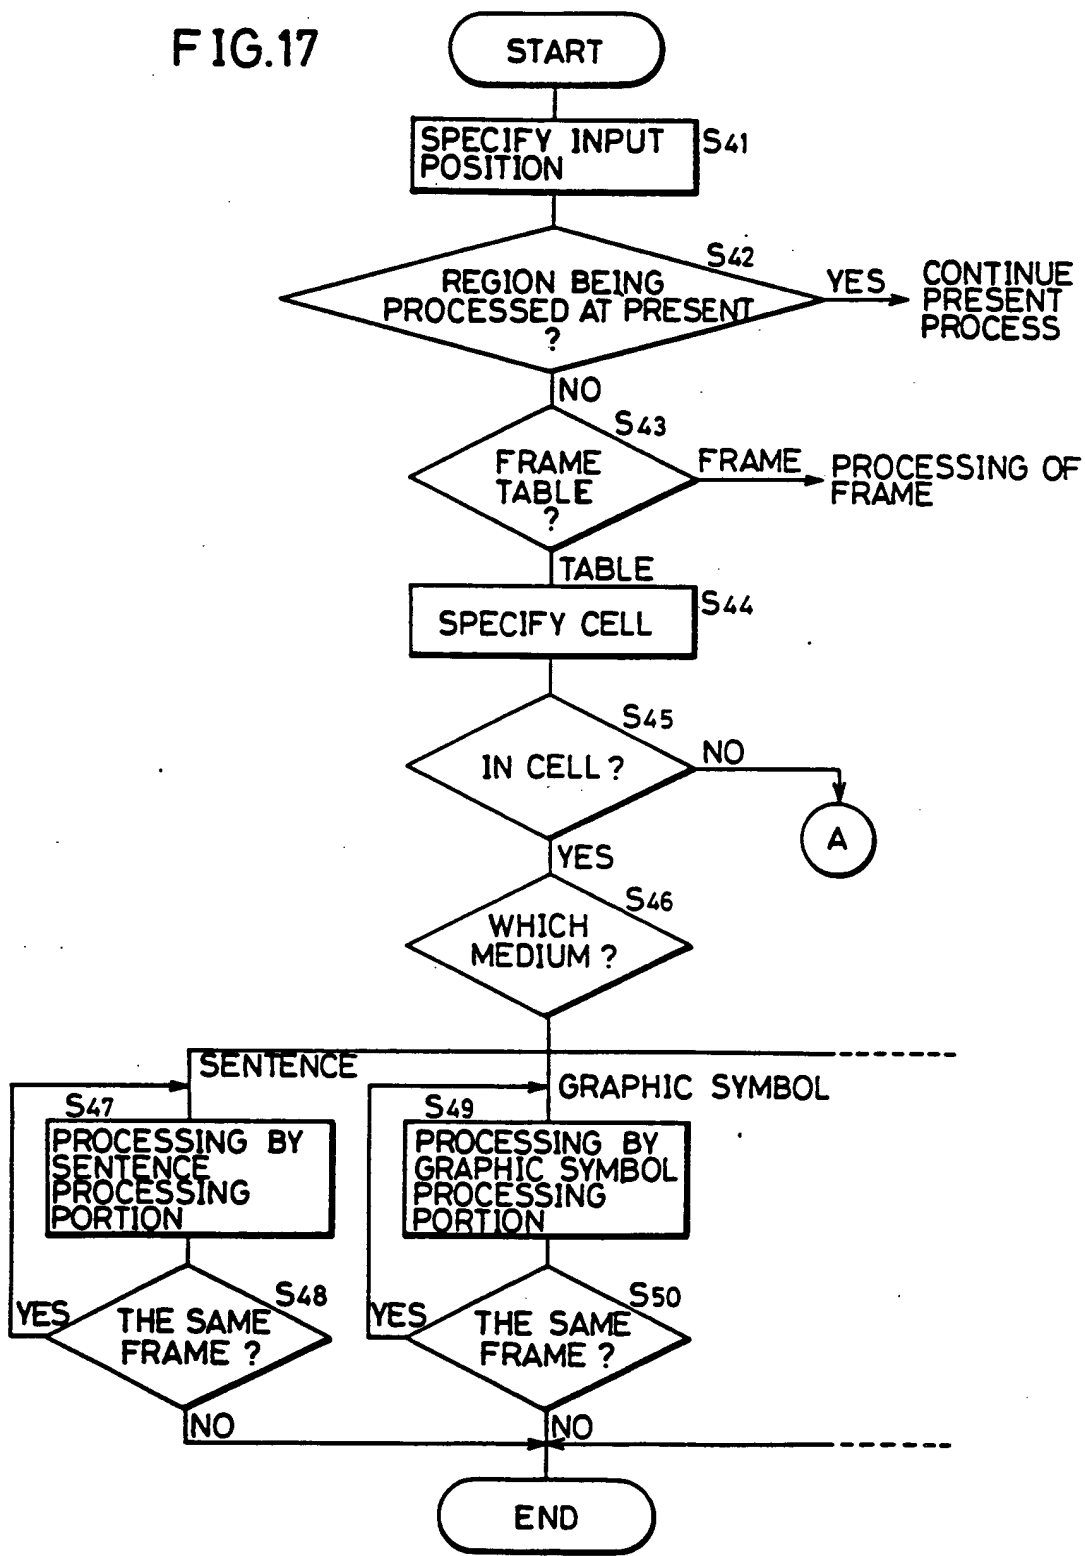 FIG.17
START
SPECIFY INPUT
POSITION
S41
S42
REGION BEING
PROCESSED AT PRESENT
?
YES
CONTINUE
PRESENT
PROCESS
NO
S43
FRAME
TABLE
?
FRAME
PROCESSING OF
FRAME
TABLE
S44
SPECIFY CELL
S45
IN CELL?
NO
A
YES
S46
WHICH
MEDIUM?
SENTENCE
GRAPHIC SYMBOL
S47
PROCESSING BY
SENTENCE
PROCESSING
PORTION
S49
PROCESSING BY
GRAPHIC SYMBOL
PROCESSING
PORTION
S48
YES
THE SAME
FRAME?
NO
S50
YES
THE SAME
FRAME?
NO
END